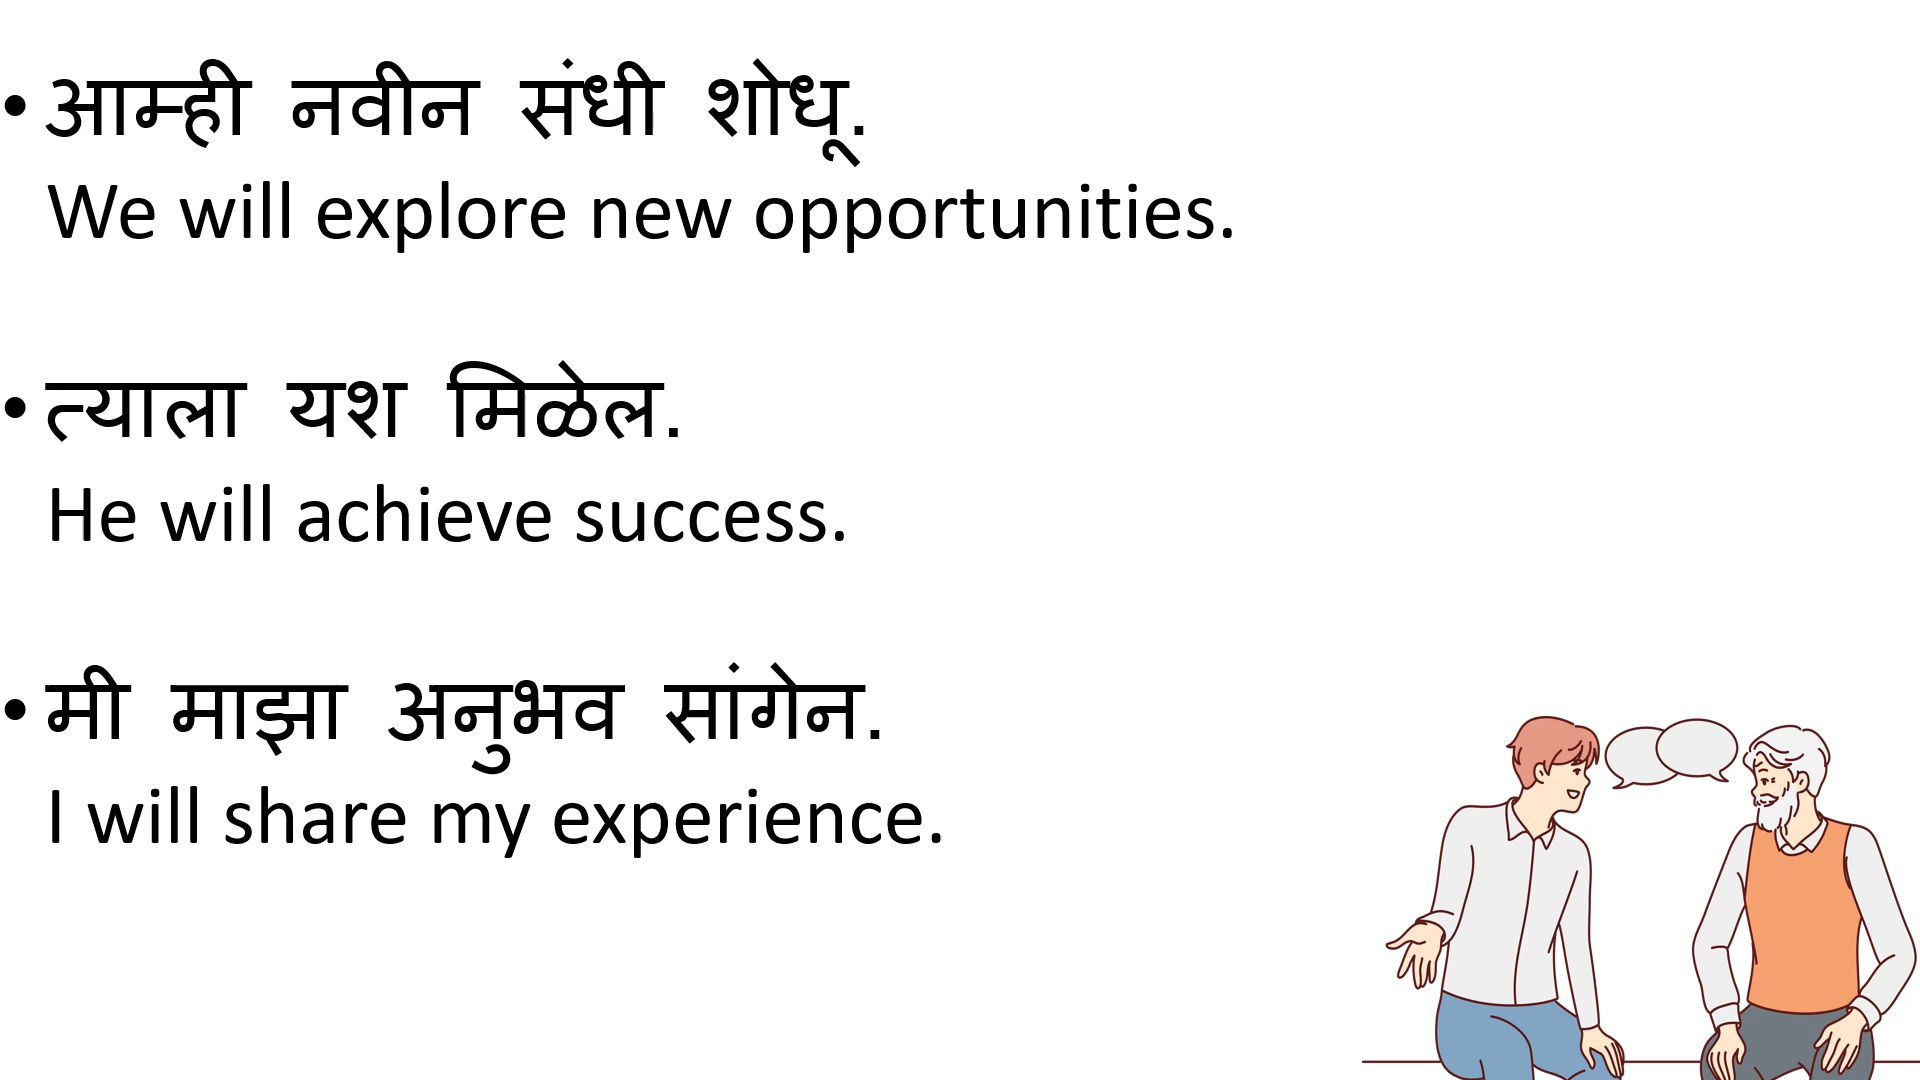 • आम्ही नवीन संधी शोधू.
We will explore new opportunities.
• त्याला यश मिळेल.
He will achieve success.
• मी माझा अनुभव सांगेन.
I will share my experience.